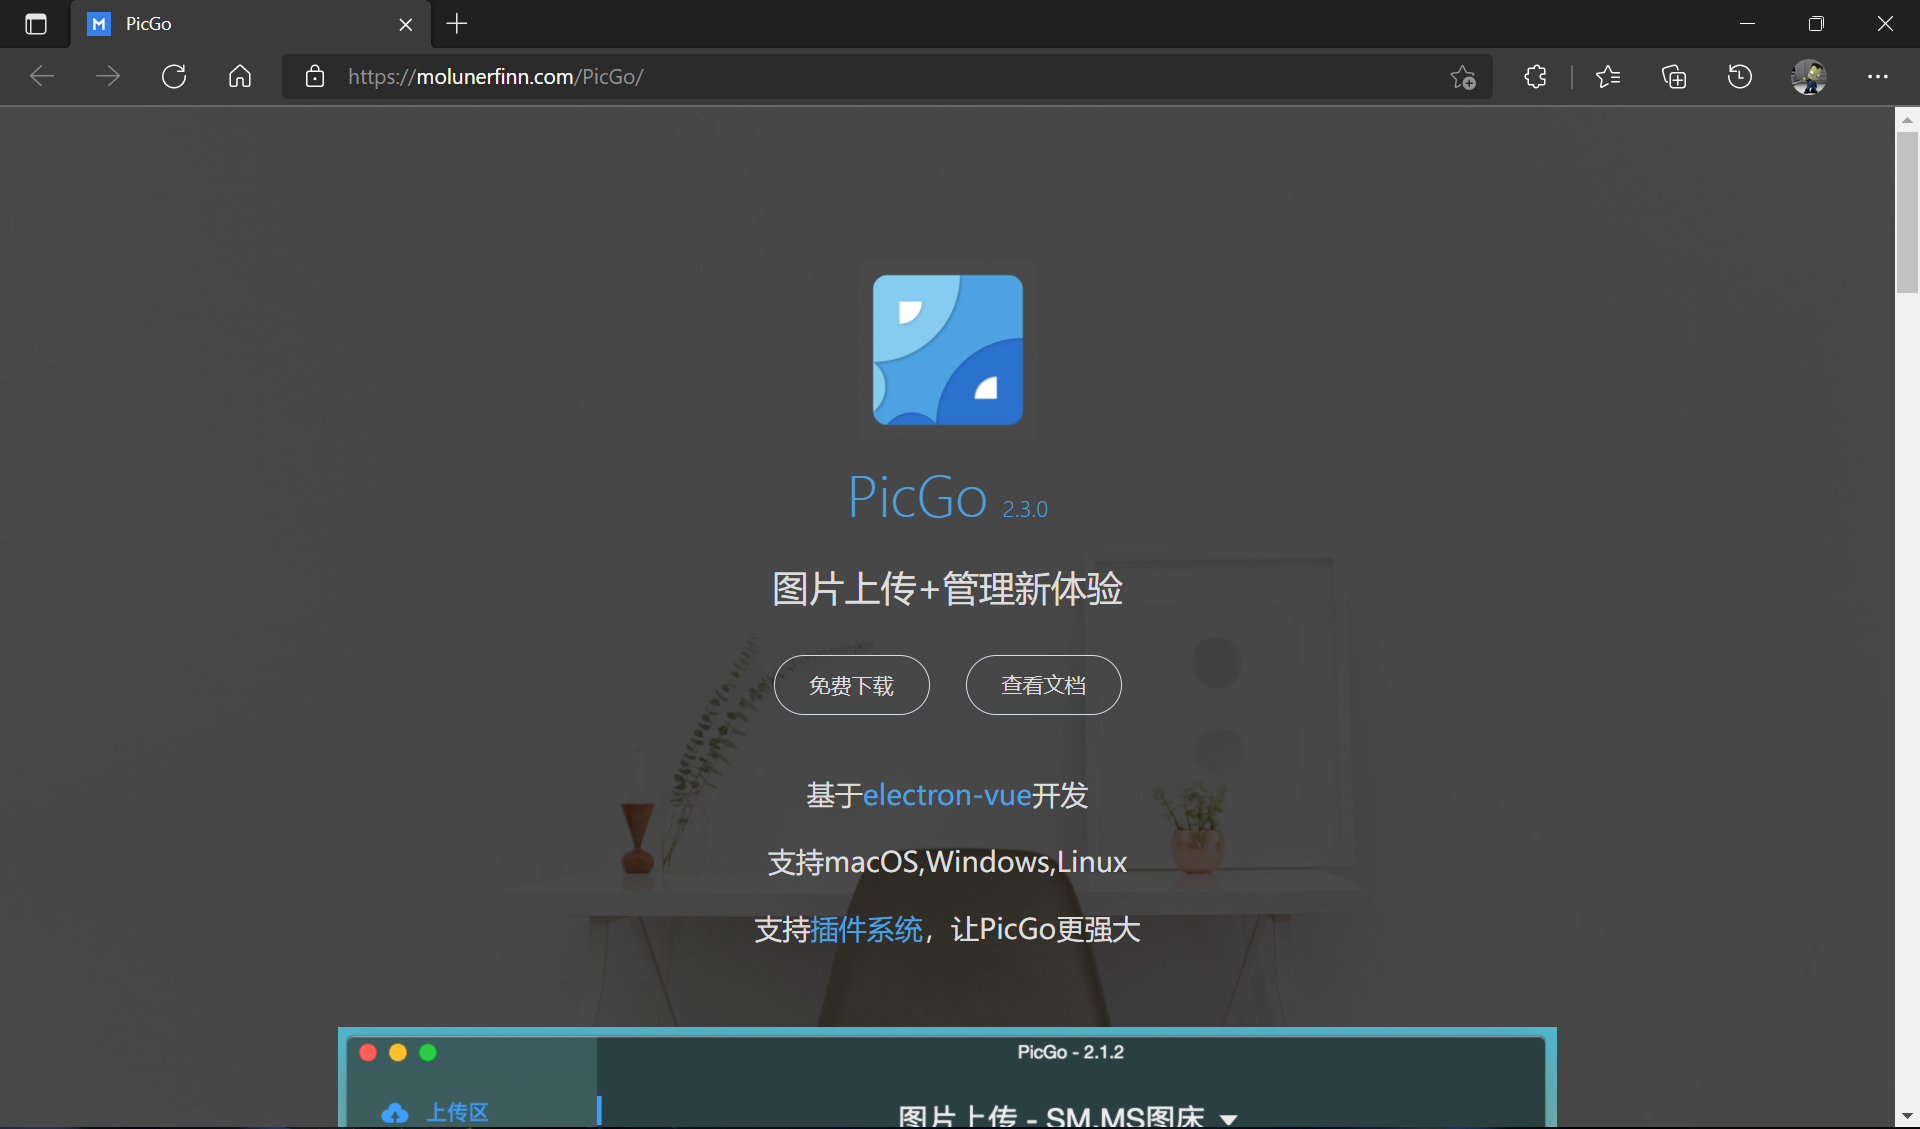 PicGo
https://molunerfinn.com/PicGo/
PicGo 2.3.0
图片上传+管理新体验
免费下载
查看文档
基于electron-vue开发
支持macOS,Windows,Linux
支持插件系统，让PicGo更强大
PicGo - 2.1.2
上传区
图片上传 - SM.MS图床